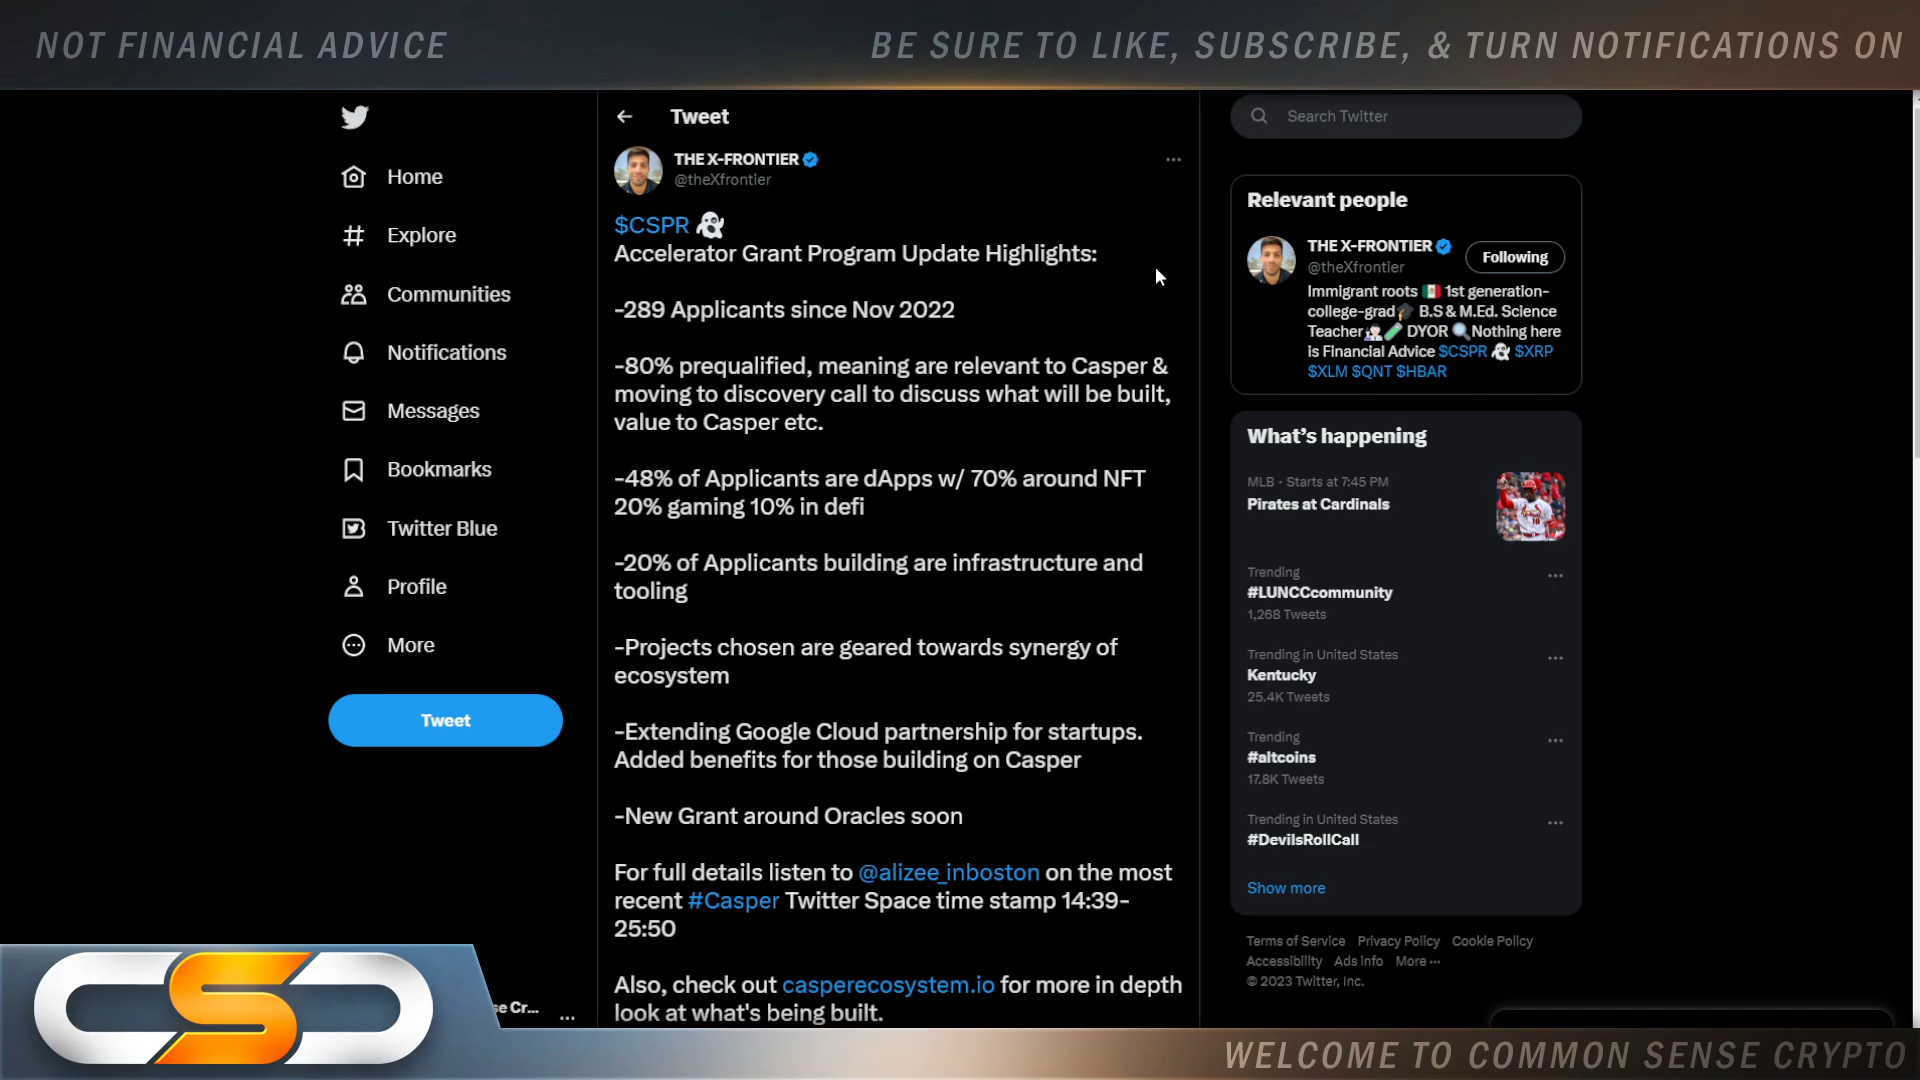 NOT FINANCIAL ADVICE
BE SURE TO LIKE, SUBSCRIBE, & TURN NOTIFICATIONS ON
Home
Explore
Communities
Notifications
Messages
Bookmarks
Twitter Blue
Profile
More
Tweet
se Cr...
Tweet
THE X-FRONTIER
@theXfrontier
$CSPR
Accelerator Grant Program Update Highlights:
-289 Applicants since Nov 2022
-80% prequalified, meaning are relevant to Casper &
moving to discovery call to discuss what will be built,
value to Casper etc.
-48% of Applicants are dApps w/ 70% around NFT
20% gaming 10% in defi
-20% of Applicants building are infrastructure and
tooling
-Projects chosen are geared towards synergy of
ecosystem
-Extending Google Cloud partnership for startups.
Added benefits for those building on Casper
-New Grant around Oracles soon
For full details listen to @alizee_inboston on the most
recent #Casper Twitter Space time stamp 14:39-
25:50
Also, check out casperecosystem.io for more in depth
look at what's being built.
Search Twitter
Relevant people
THE X-FRONTIER
@theXfrontier
Following
Immigrant roots 1st generation-
college-grad B.S & M.Ed. Science
Teacher DYOR Nothing here
is Financial Advice $CSPR $XRP
$XLM $QNT $HBAR
What's happening
MLB · Starts at 7:45 PM
Pirates at Cardinals
Trending
#LUNCCcommunity
1,268 Tweets
Trending in United States
Kentucky
25.4K Tweets
Trending
#altcoins
17.8K Tweets
Trending in United States
#DevilsRollCall
Show more
Terms of Service Privacy Policy Cookie Policy
Accessibility Ads info More ···
© 2023 Twitter, Inc.
CSC
WELCOME TO COMMON SENSE CRYPTO